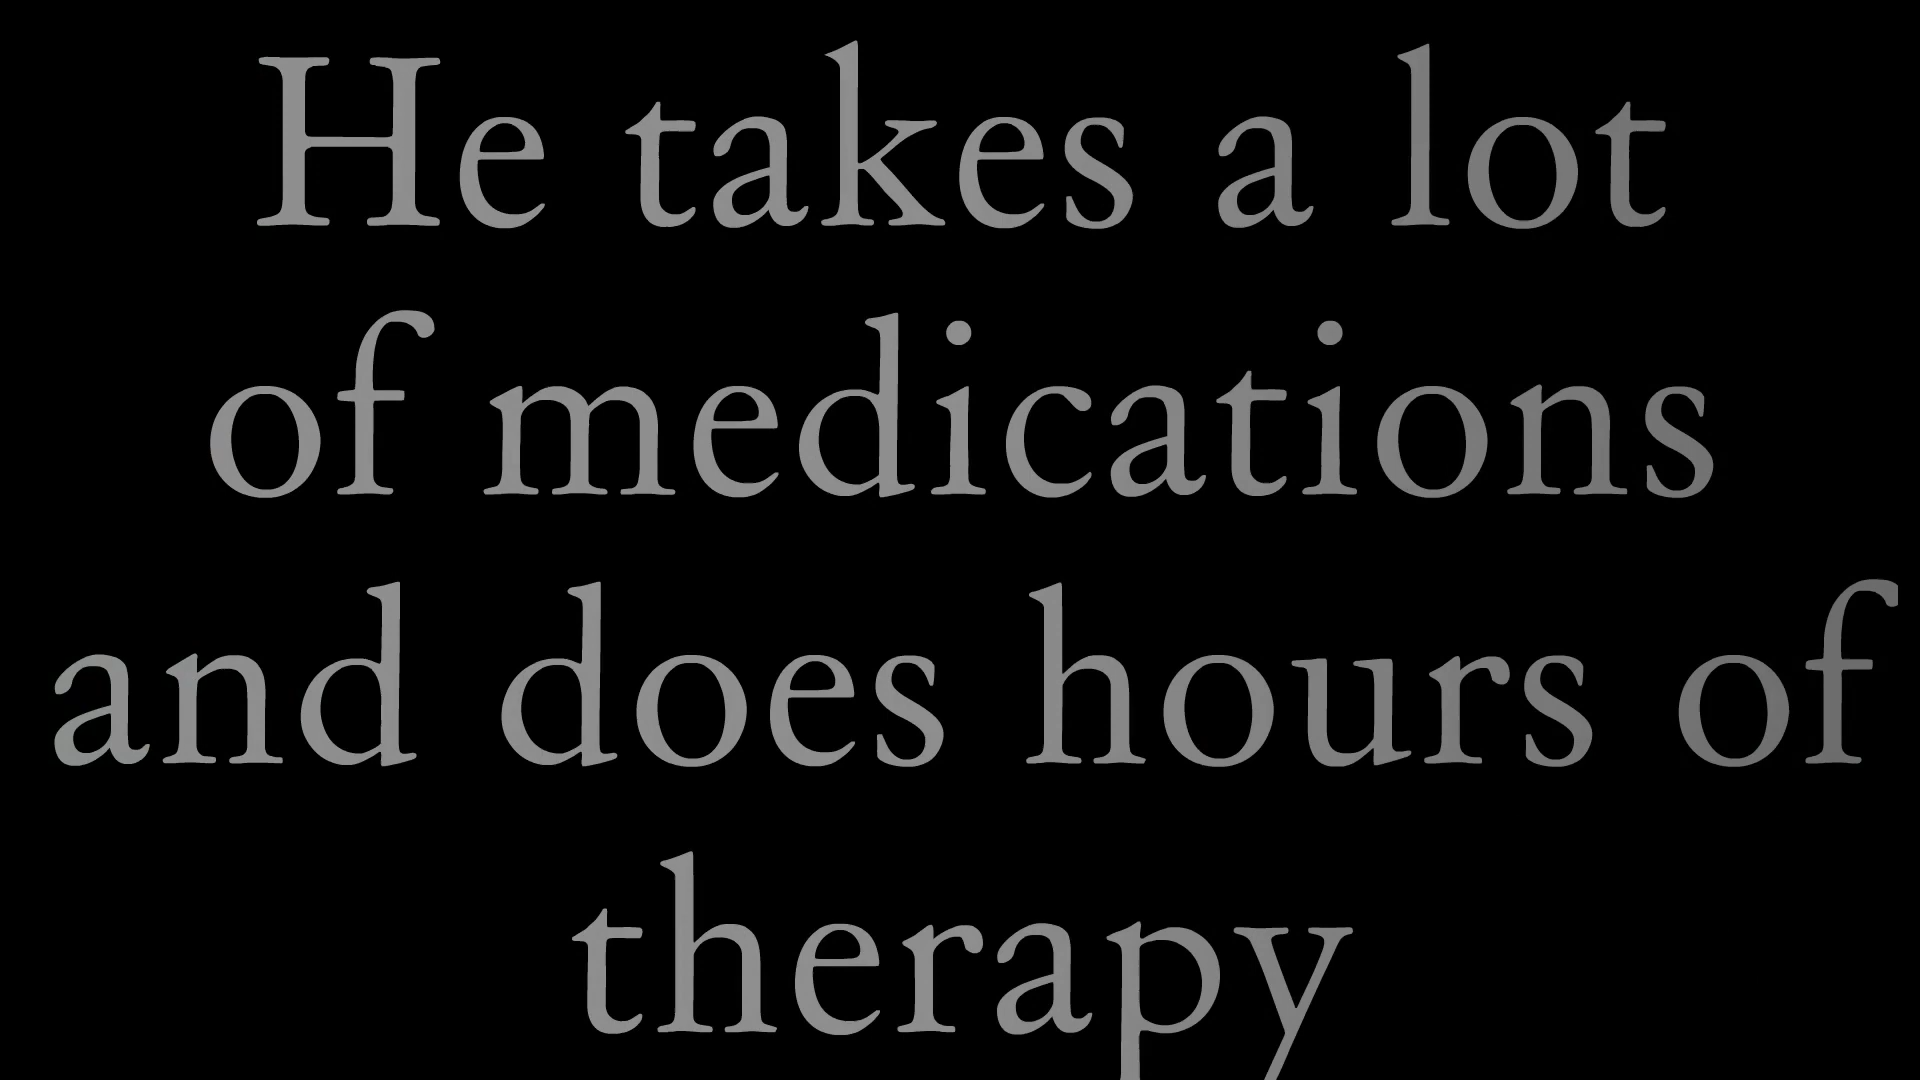 He takes a lot
of medications
and does hours of
therapy